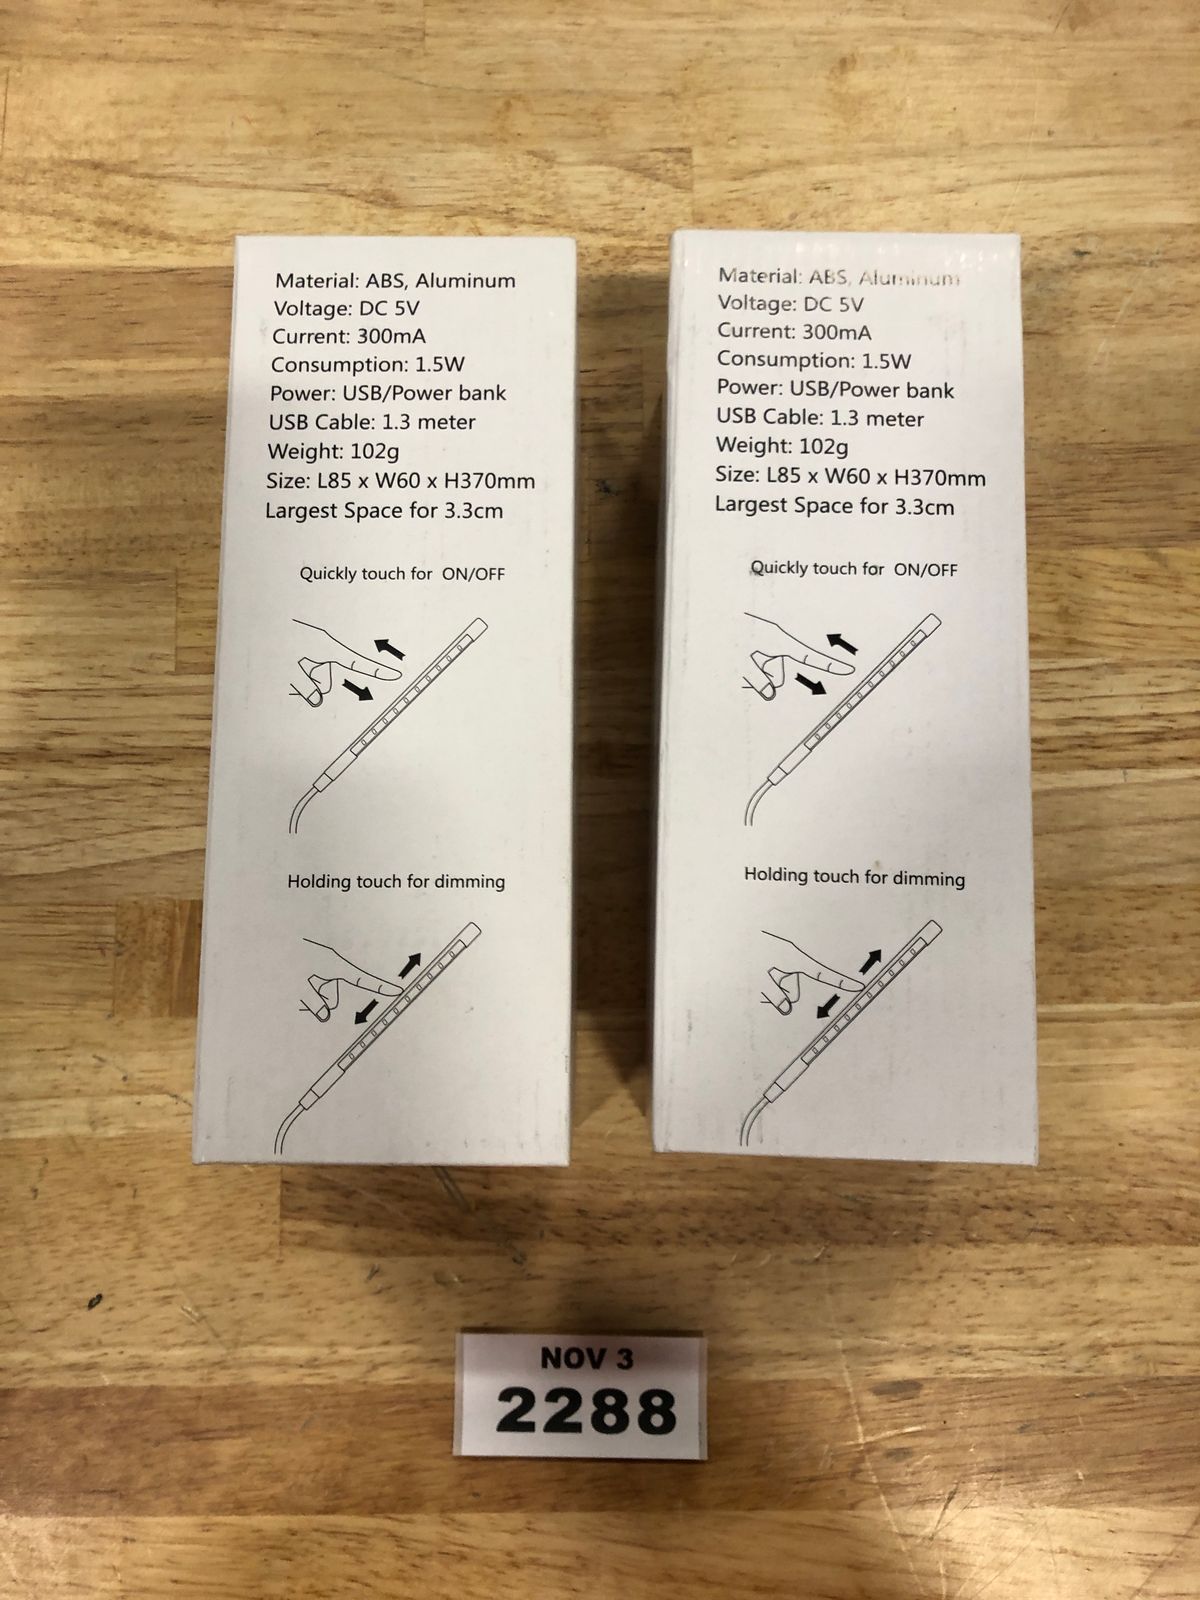 Material: ABS, Aluminum
Voltage: DC 5V
Current: 300mA
Consumption: 1.5W
Power: USB/Power bank
USB Cable: 1.3 meter
Weight: 102g
Size: L85 x W60 x H370mm
Largest Space for 3.3cm
Quickly touch for ON/OFF
Holding touch for dimming
Material: ABS, Aluminum
Voltage: DC 5V
Current: 300mA
Consumption: 1.5W
Power: USB/Power bank
USB Cable: 1.3 meter
Weight: 102g
Size: L85 x W60 x H370mm
Largest Space for 3.3cm
Quickly touch for ON/OFF
Holding touch for dimming
NOV 3
2288